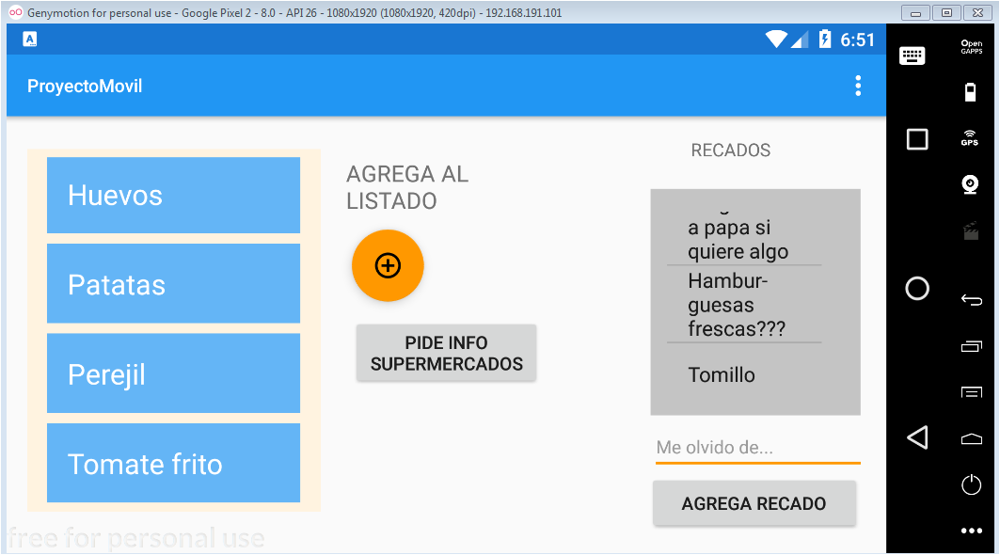 Genymotion for personal use - Google Pixel 2 - 8.0 - API 26 - 1080x1920 (1080x1920, 420dpi) - 192.168.191.101
A
6:51
Open
GAPPS
ProyectoMovil
GPS
Huevos
Patatas
Perejil
Tomate frito
AGREGA AL
LISTADO
PIDE INFO
SUPERMERCADOS
RECADOS
a papa si
quiere algo
Hambur-
guesas
frescas???
Tomillo
Me olvido de...
AGREGA RECADO
free for personal use